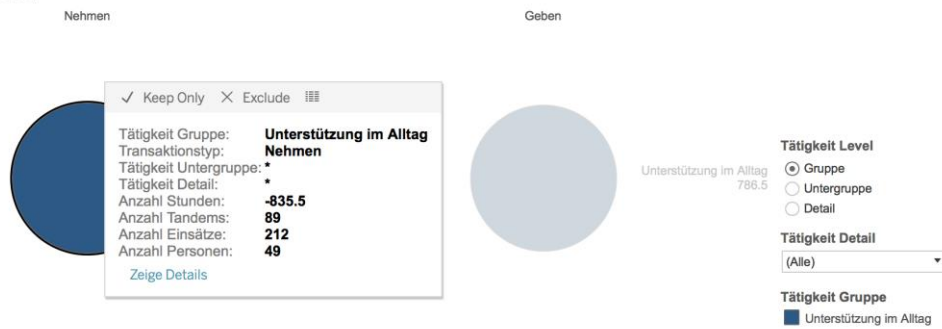 Nehmen
Geben
Keep Only Exclude
Tätigkeit Gruppe: Unterstützung im Alltag
Transaktionstyp: Nehmen
Tätigkeit Untergruppe: *
Tätigkeit Detail: *
Anzahl Stunden: -835.5
Anzahl Tandems: 89
Anzahl Einsätze: 212
Anzahl Personen: 49
Zeige Details
Unterstützung im Alltag
786.5
Tätigkeit Level
Gruppe
Untergruppe
Detail
Tätigkeit Detail
(Alle)
Tätigkeit Gruppe
Unterstützung im Alltag